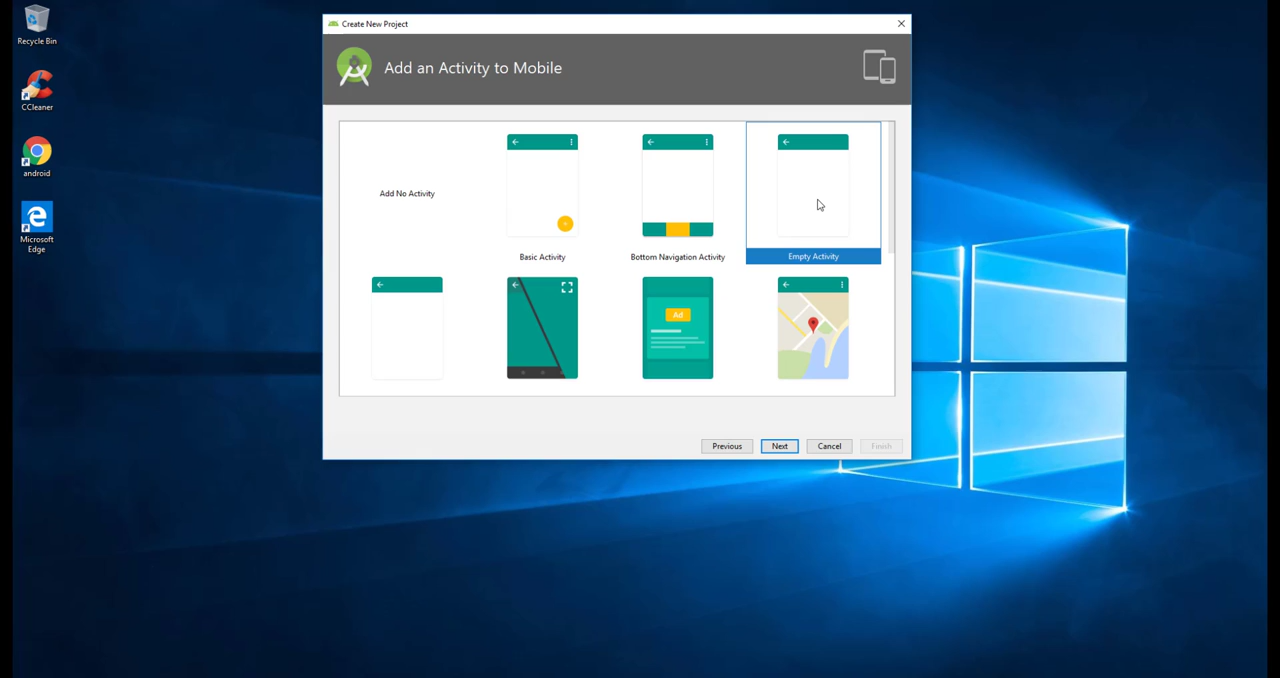 Recycle Bin
CCleaner
android
Microsoft
Edge
Create New Project
Add an Activity to Mobile
Add No Activity
Basic Activity
Bottom Navigation Activity
Empty Activity
Ad
Previous
Next
Cancel
Finish